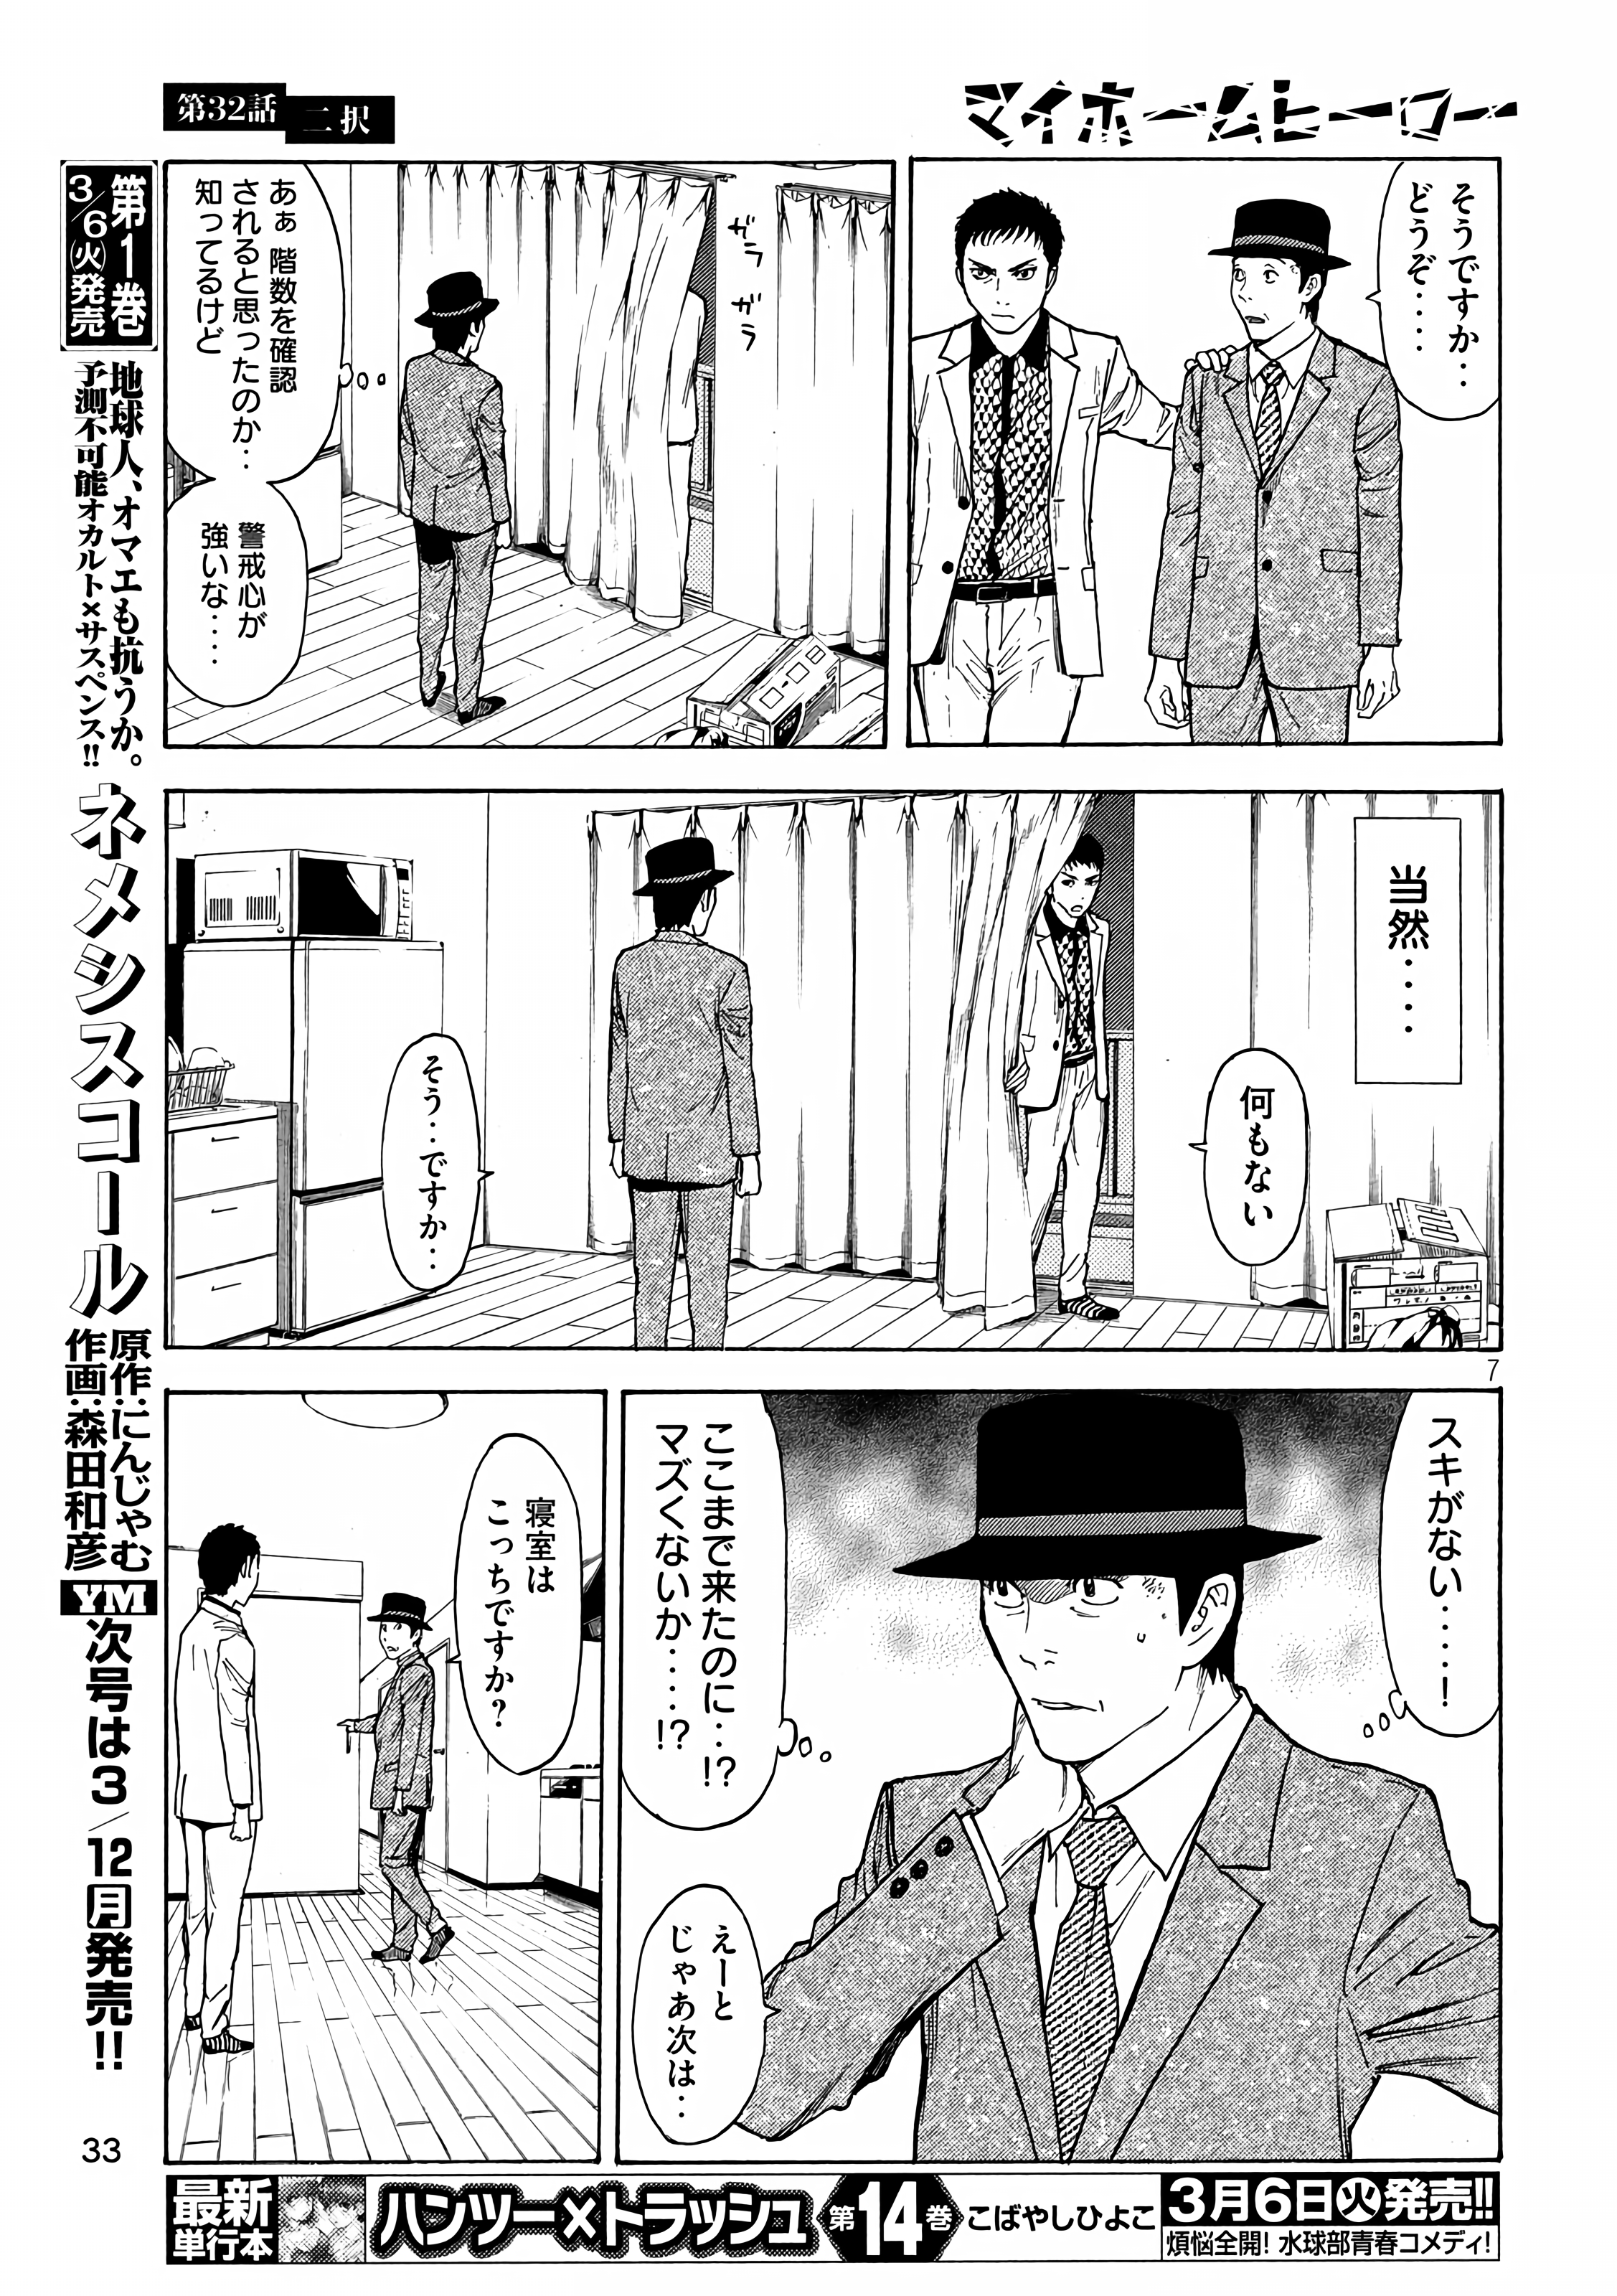 マイホームヒーロー
第32話
二択
そうですか‥
どうぞ‥‥
ガラ
ガラ
あぁ 階数を確認
されると思ったのか‥
知ってるけど
警戒心が
強いな‥‥
当然‥‥
何もない
そう‥ですか‥
7
スキがない‥‥！
ここまで来たのに‥！？
マズくないか‥‥！？
えーと
じゃあ次は‥
寝室は
こっちですか？
第1巻
3/6㊋発売
地球人、オマエも抗うか。
予測不可能オカルト×サスペンス!!
ネメシスコール
原作:にんじゃむ
作画:森田和彦
YM
次号は3/12月発売!!
33
最新
単行本
ハンツー×トラッシュ
第14巻
こばやしひよこ
3月6日㊋発売!!
煩悩全開! 水球部青春コメディ!